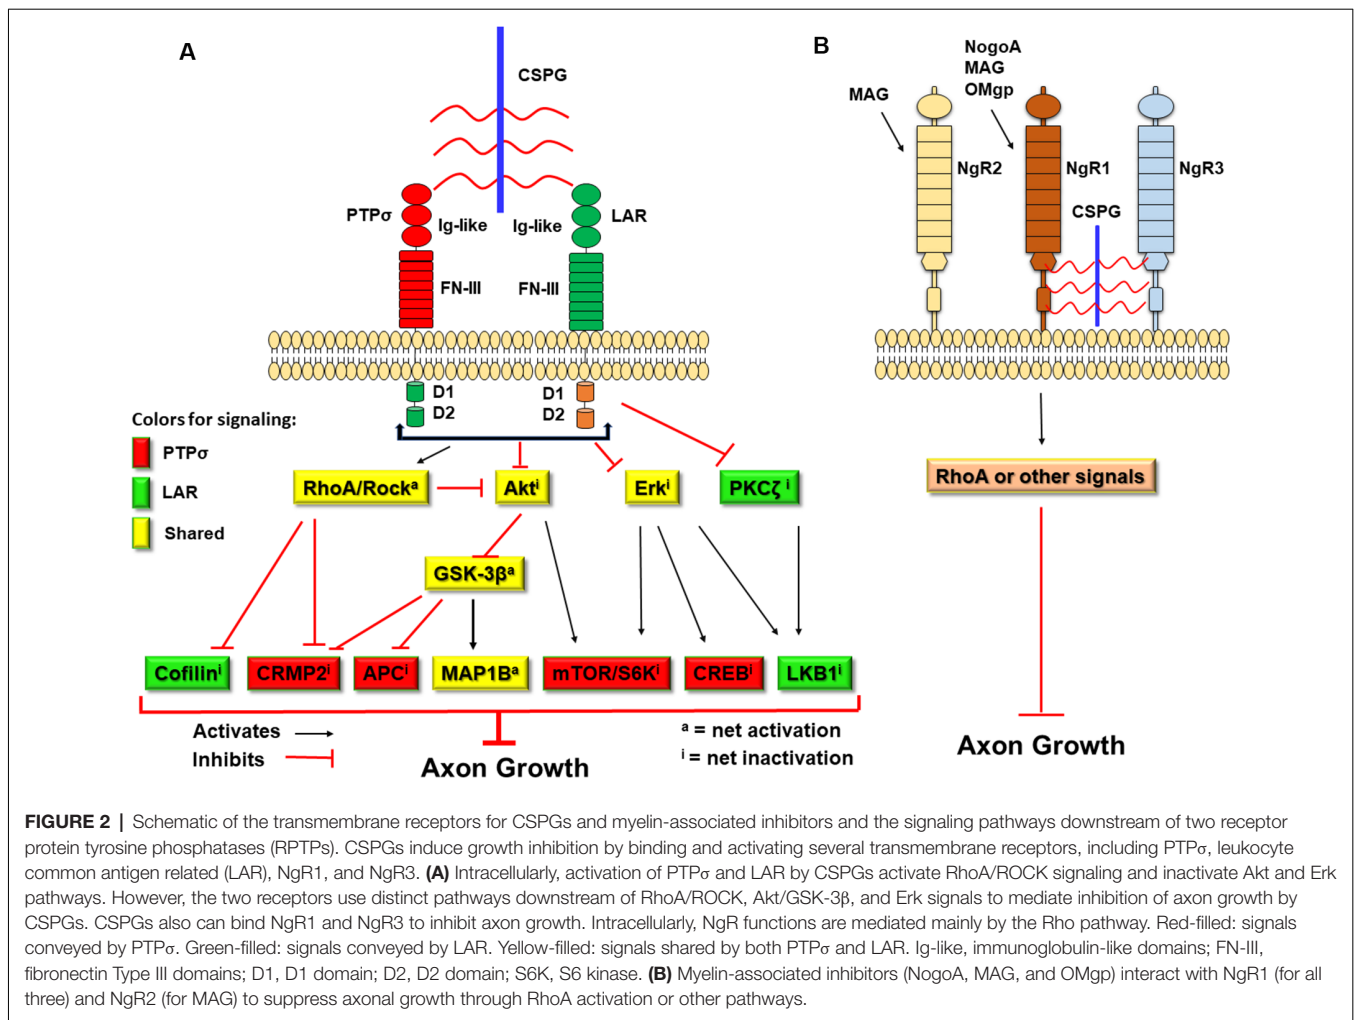 A
CSPG
PTPσ
Ig-like
Ig-like
LAR
FN-III
FN-III
D1
D2
D1
D2
Colors for signaling:
PTPσ
LAR
Shared
RhoA/Rockᵃ
Aktⁱ
Erkⁱ
PKCζ ⁱ
GSK-3βᵃ
Cofilinⁱ
CRMP2ⁱ
APCⁱ
MAP1Bᵃ
mTOR/S6Kⁱ
CREBⁱ
LKB1ⁱ
Activates
Inhibits
ᵃ = net activation
ⁱ = net inactivation
Axon Growth
B
NogoA
MAG
OMgp
MAG
NgR2
NgR1
NgR3
CSPG
RhoA or other signals
Axon Growth
FIGURE 2 | Schematic of the transmembrane receptors for CSPGs and myelin-associated inhibitors and the signaling pathways downstream of two receptor
protein tyrosine phosphatases (RPTPs). CSPGs induce growth inhibition by binding and activating several transmembrane receptors, including PTPσ, leukocyte
common antigen related (LAR), NgR1, and NgR3. (A) Intracellularly, activation of PTPσ and LAR by CSPGs activate RhoA/ROCK signaling and inactivate Akt and Erk
pathways. However, the two receptors use distinct pathways downstream of RhoA/ROCK, Akt/GSK-3β, and Erk signals to mediate inhibition of axon growth by
CSPGs. CSPGs also can bind NgR1 and NgR3 to inhibit axon growth. Intracellularly, NgR functions are mediated mainly by the Rho pathway. Red-filled: signals
conveyed by PTPσ. Green-filled: signals conveyed by LAR. Yellow-filled: signals shared by both PTPσ and LAR. Ig-like, immunoglobulin-like domains; FN-III,
fibronectin Type III domains; D1, D1 domain; D2, D2 domain; S6K, S6 kinase. (B) Myelin-associated inhibitors (NogoA, MAG, and OMgp) interact with NgR1 (for all
three) and NgR2 (for MAG) to suppress axonal growth through RhoA activation or other pathways.